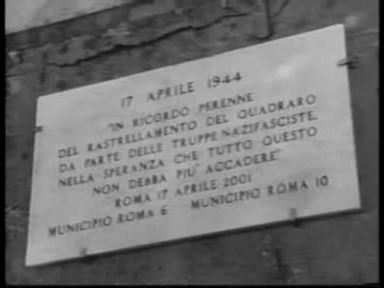 17 APRILE 1944
"IN RICORDO PERENNE
DEL RASTRELLAMENTO DEL QUADRARO
DA PARTE DELLE TRUPPE NAZIFASCISTE,
NELLA SPERANZA CHE TUTTO QUESTO
NON DEBBA PIU' ACCADERE"
ROMA 17 APRILE 2001
MUNICIPIO ROMA 6 MUNICIPIO ROMA 10